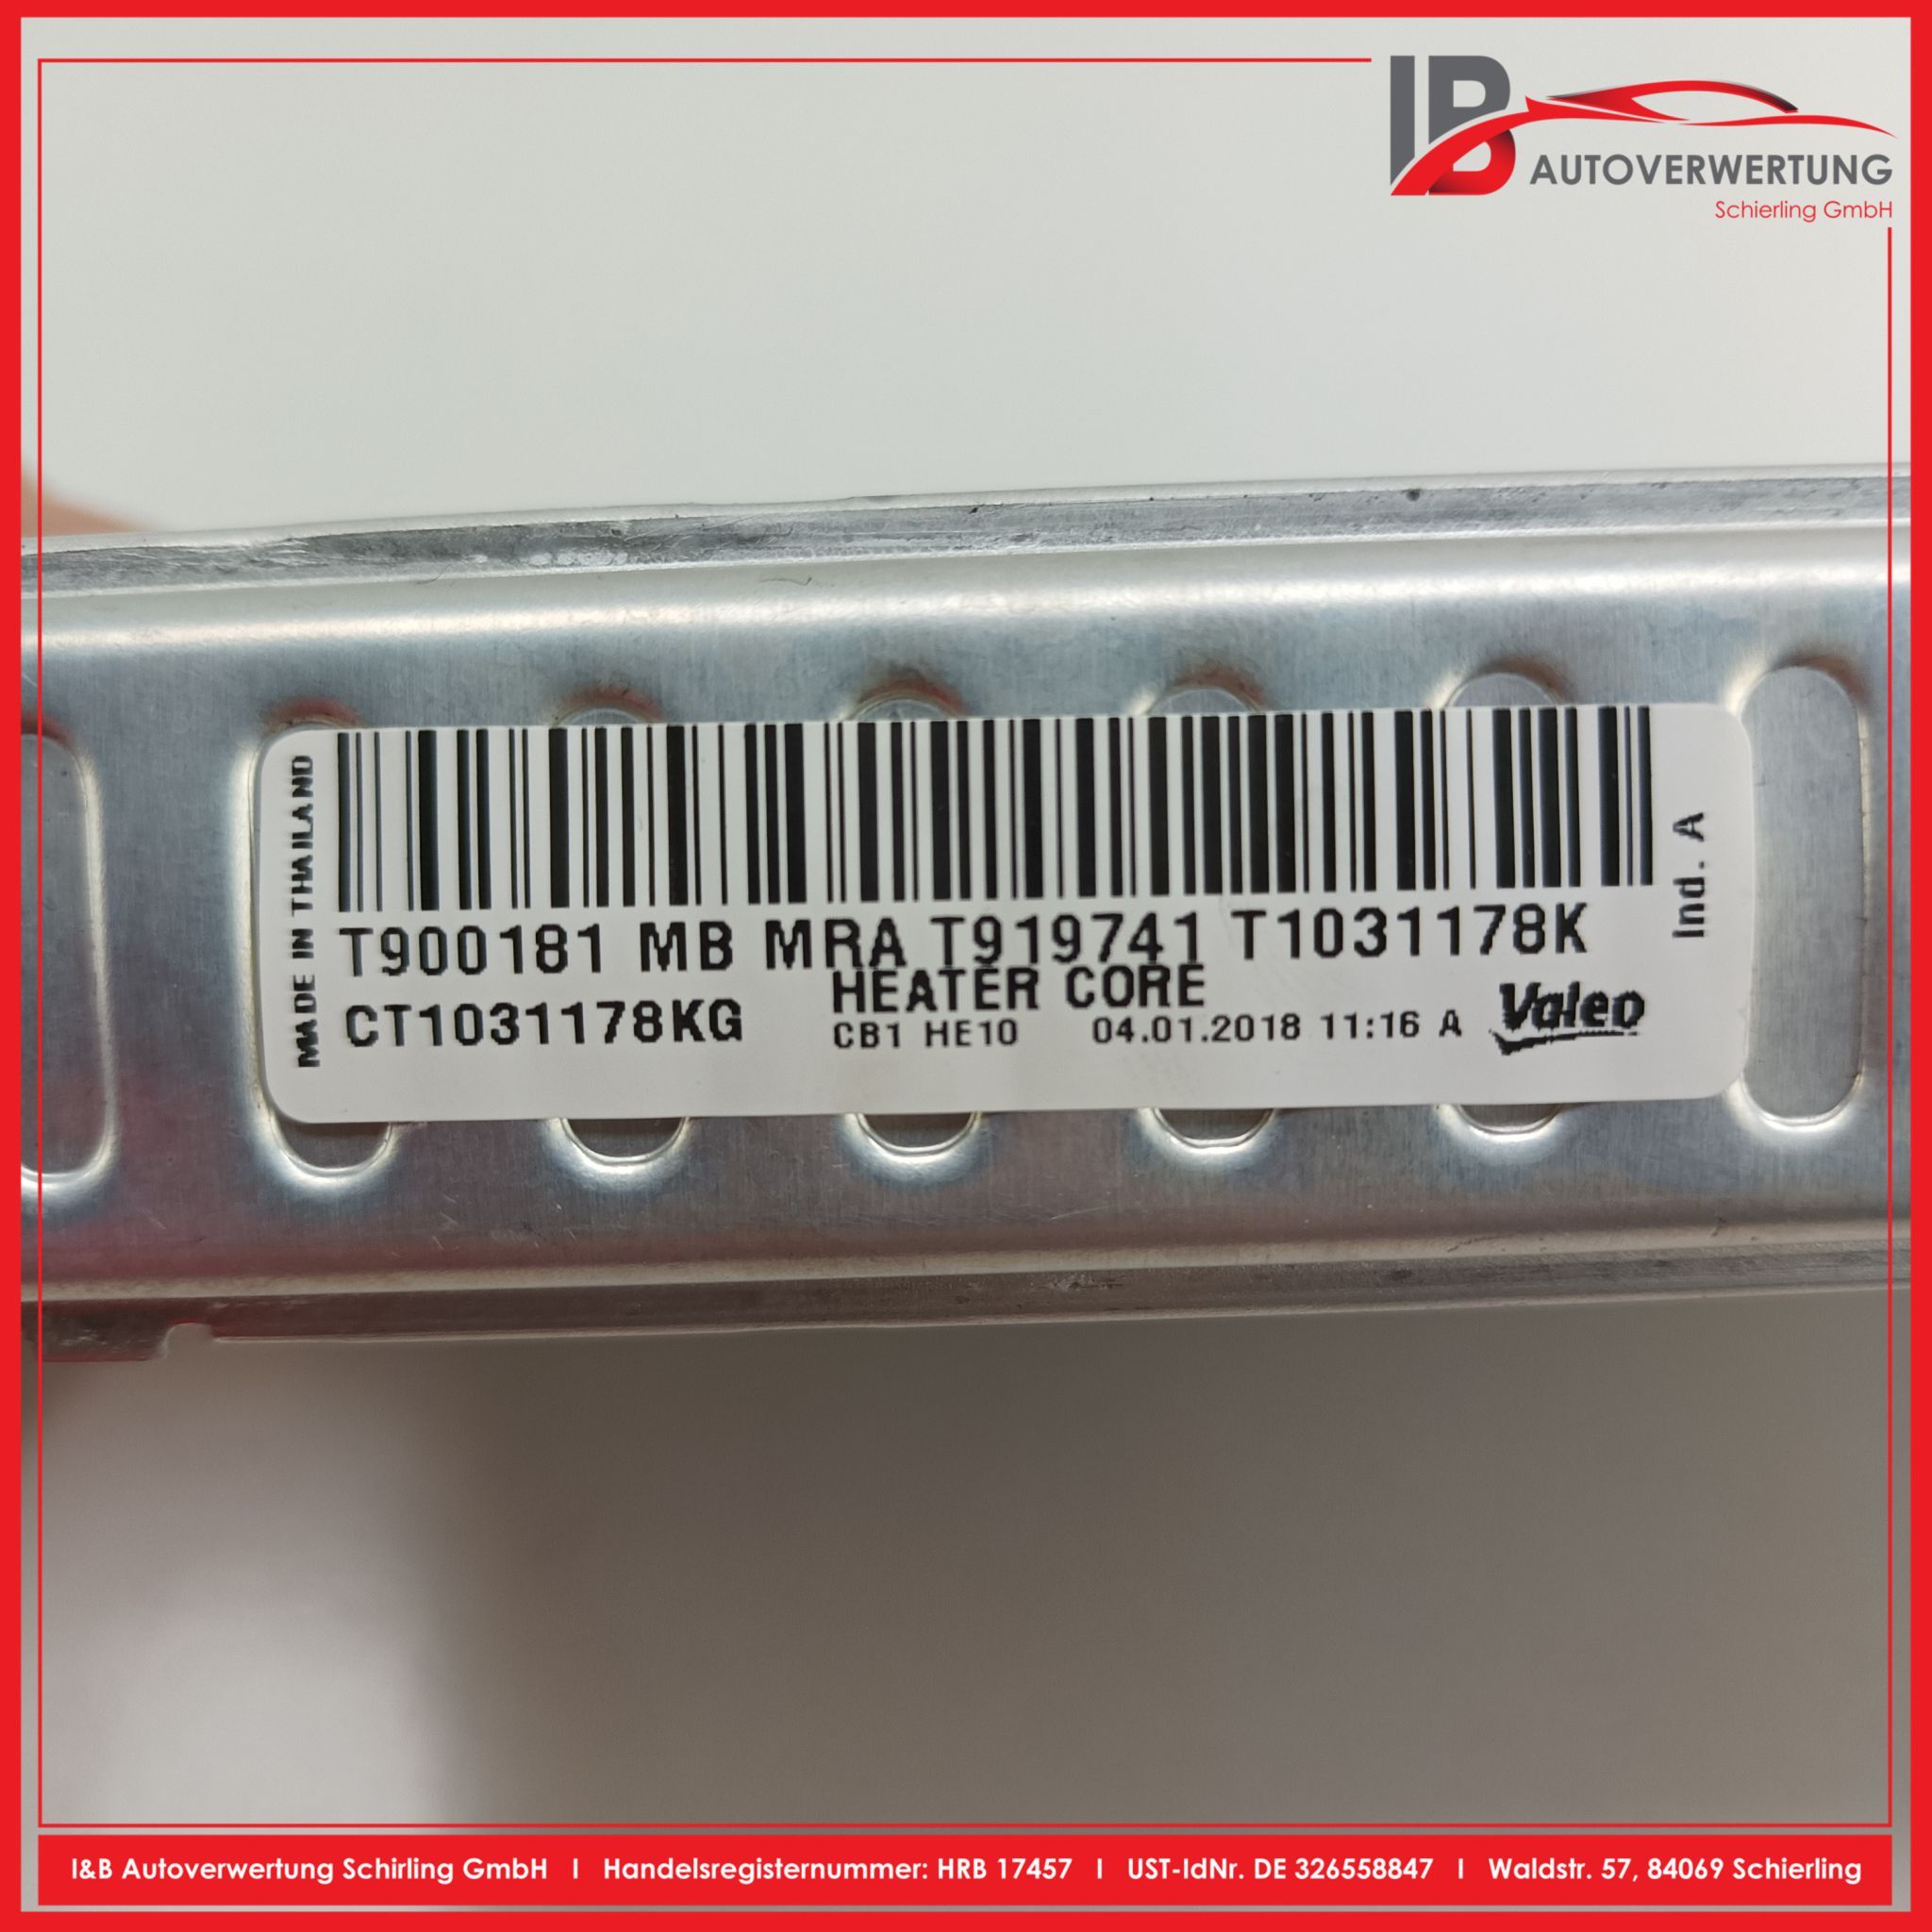 IB AUTOVERWERTUNG
Schierling GmbH
MADE IN THAILAND
T900181 MB MRA T919741 T1031178K
HEATER CORE
CT1031178KG
CB1 HE10 04.01.2018 11:16 A
Valeo
Ind. A
I&B Autoverwertung Schirling GmbH I Handelsregisternummer: HRB 17457 I UST-IdNr. DE 326558847 I Waldstr. 57, 84069 Schierling